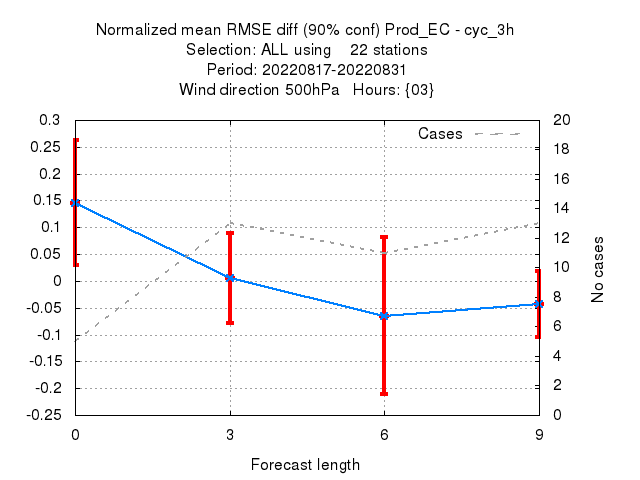 Normalized mean RMSE diff (90% conf) Prod_EC - cyc_3h
Selection: ALL using    22 stations
Period: 20220817-20220831
Wind direction 500hPa   Hours: {03}
Cases
0.3
0.25
0.2
0.15
0.1
0.05
0
-0.05
-0.1
-0.15
-0.2
-0.25
20
18
16
14
12
10
8
6
4
2
0
No cases
0 3 6 9
Forecast length